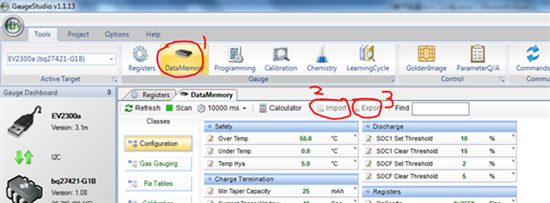 GaugeStudio v1.1.13
Tools Project Options Help
EV2300a (bq27421-G1B)
Registers DataMemory Programming Calibration Chemistry LearningCycle GoldenImage ParameterQ/A Commands
Active Target Gauge Control
Gauge Dashboard
Registers DataMemory
Refresh Scan 10000 ms Calculator Import Export Find
1
2
3
EV2300a
Version: 3.1m
I2C
bq27421-G1B
Version: 1.08
Classes
Configuration
Gas Gauging
Ra Tables
Safety
Over Temp 55.0 °C
Under Temp 0.0 °C
Temp Hys 5.0 °C
Charge Termination
Min Taper Capacity 25 mAh
Discharge
SOC1 Set Threshold 10 %
SOC1 Clear Threshold 15 %
SOCF Set Threshold 2 %
SOCF Clear Threshold 5 %
Registers